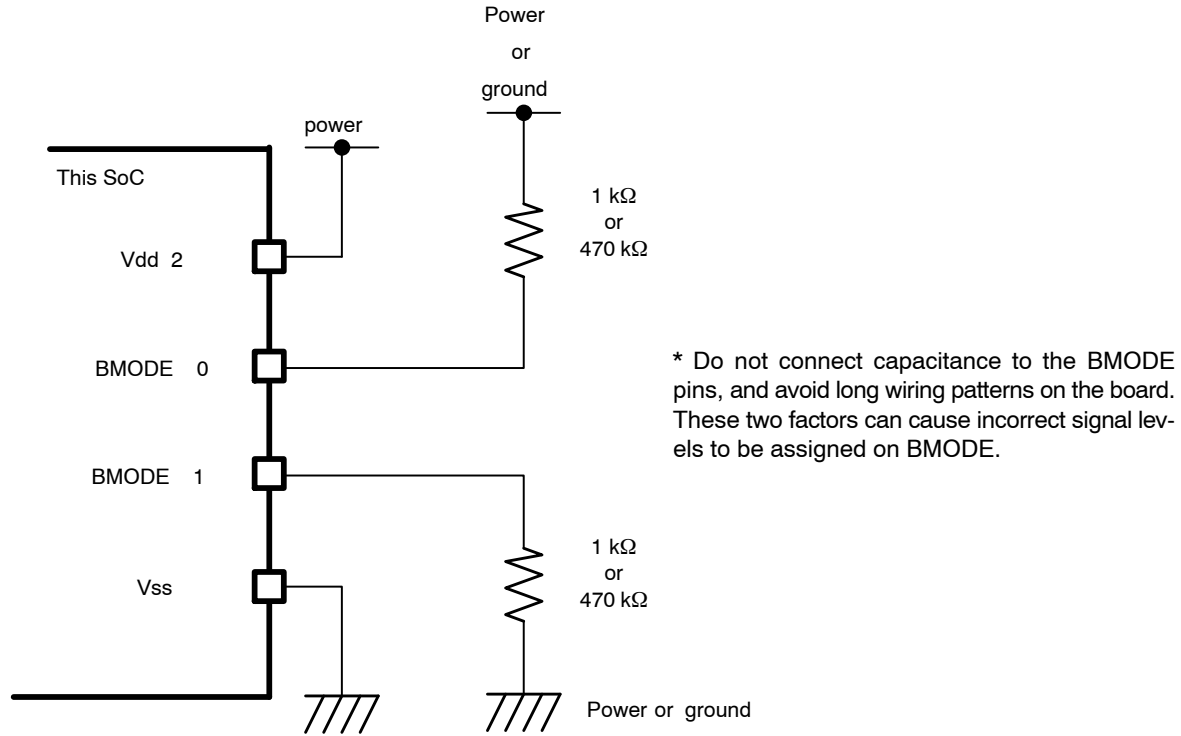 Power
or
ground
power
This SoC
1 kΩ
or
470 kΩ
Vdd 2
BMODE 0
* Do not connect capacitance to the BMODE
pins, and avoid long wiring patterns on the board.
These two factors can cause incorrect signal lev-
els to be assigned on BMODE.
BMODE 1
1 kΩ
or
470 kΩ
Vss
Power or ground